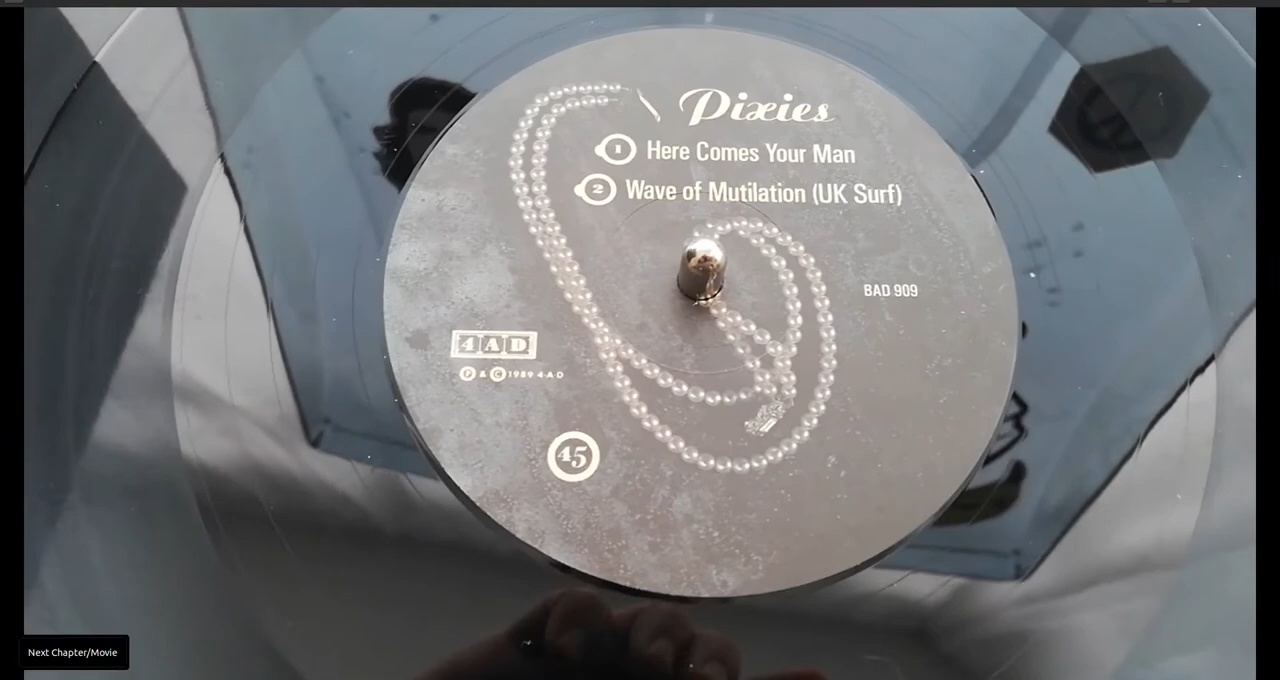 Pixies
1 Here Comes Your Man
2 Wave of Mutilation (UK Surf)
BAD 909
4AD
P & C 1989 4·A·D
45
Next Chapter/Movie